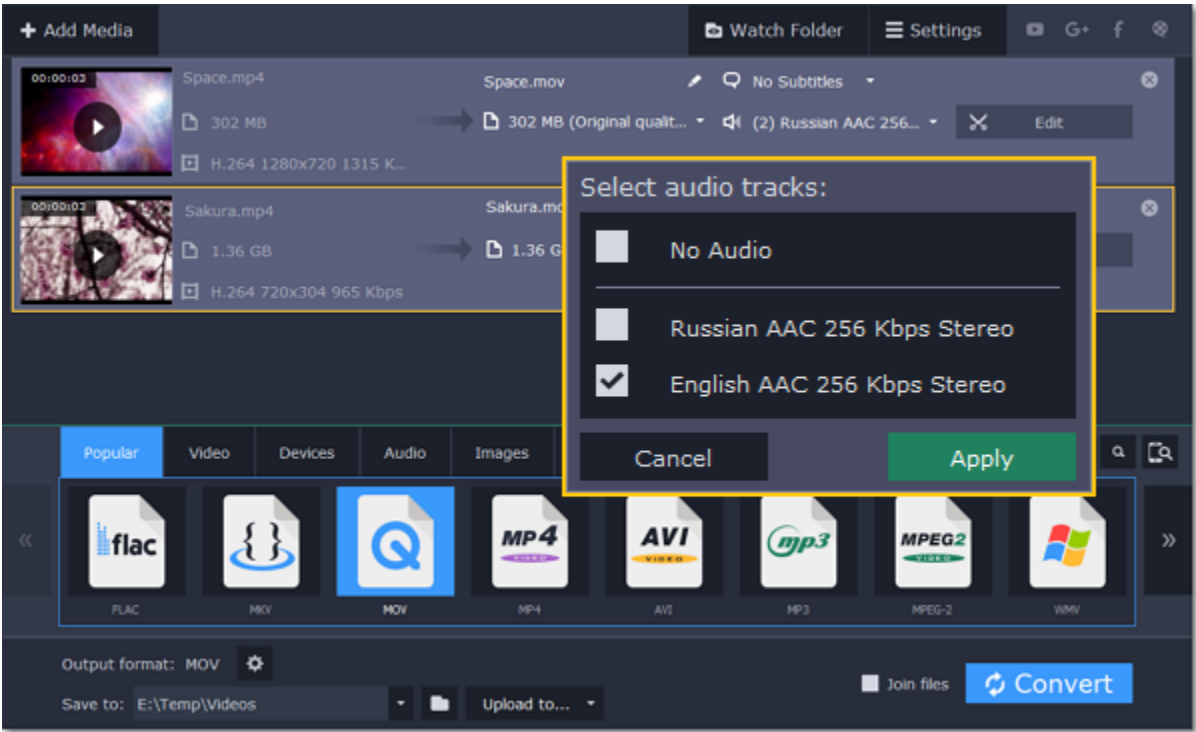 Add Media
Watch Folder
Settings
G+
f
00:00:03
Space.mp4
302 MB
H.264 1280x720 1315 K...
Space.mov
302 MB (Original qualit...
No Subtitles
(2) Russian AAC 256...
Edit
00:00:03
Sakura.mp4
1.36 GB
H.264 720x304 965 Kbps
Sakura.mo
1.36 G
Select audio tracks:
No Audio
Russian AAC 256 Kbps Stereo
English AAC 256 Kbps Stereo
Cancel
Apply
Popular
Video
Devices
Audio
Images
flac
{ }
MP4
VIDEO
AVI
VIDEO
mp3
MPEG2
VIDEO
FLAC
MKV
MOV
MP4
AVI
MP3
MPEG-2
WMV
Output format: MOV
Save to: E:\Temp\Videos
Upload to...
Join files
Convert